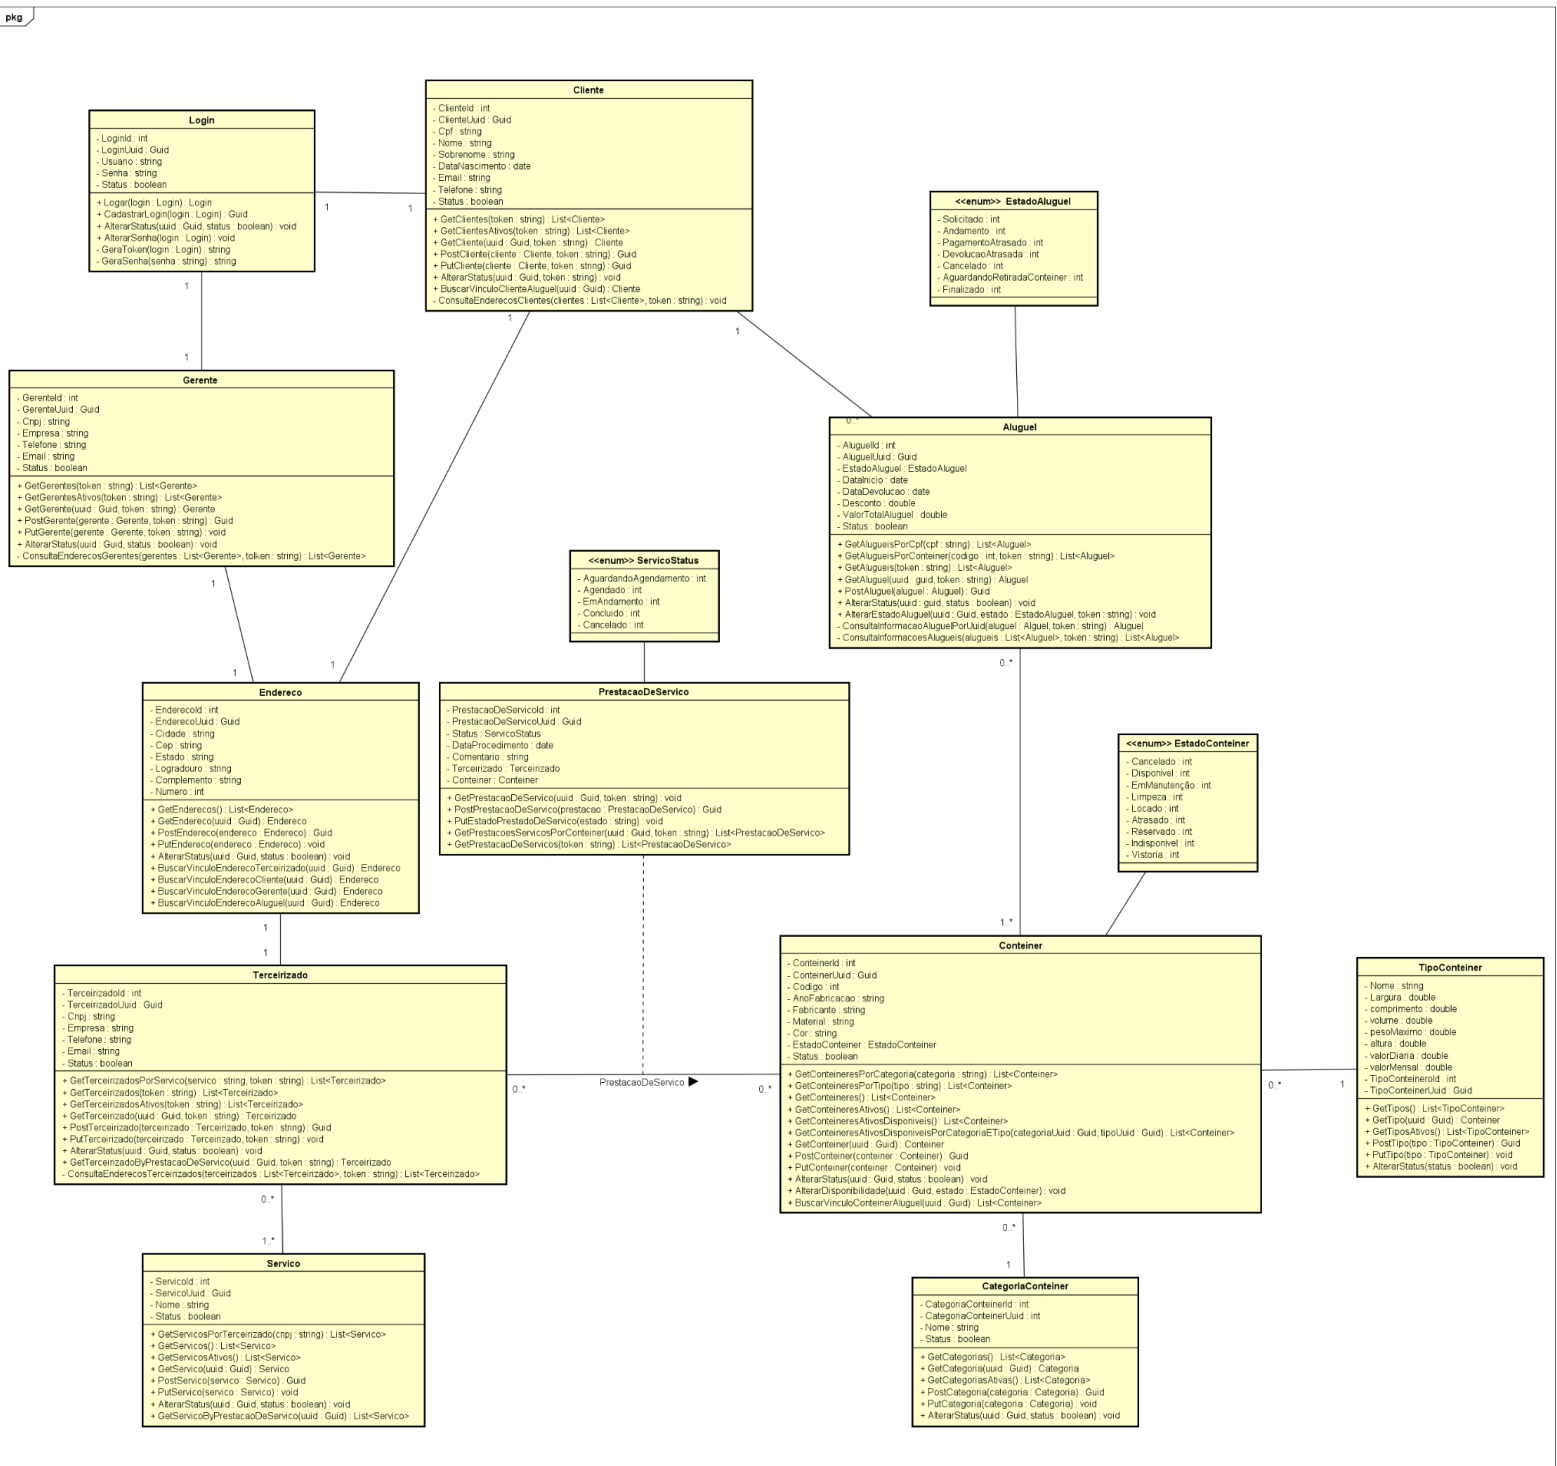 pkg
Cliente
- ClienteId : int
- ClienteUuid : Guid
- Cpf : string
- Nome : string
- Sobrenome : string
- DataNascimento : date
- Email : string
- Telefone : string
- Status : boolean
+ GetClientes(token : string) : List<Cliente>
+ GetClientesAtivos(token : string) : List<Cliente>
+ GetCliente(uuid : Guid, token : string) : Cliente
+ PostCliente(cliente : Cliente, token : string) : Guid
+ PutCliente(cliente : Cliente, token : string) : Guid
+ AlterarStatus(uuid : Guid, token : string) : void
+ BuscarVinculoClienteAluguel(uuid : Guid) : Cliente
- ConsultaEnderecosClientes(clientes : List<Cliente>, token : string) : void
Login
- LoginId : int
- LoginUuid : Guid
- Usuario : string
- Senha : string
- Status : boolean
+ Logar(login : Login) : Login
+ CadastrarLogin(login : Login) : Guid
+ AlterarStatus(uuid : Guid, status : boolean) : void
+ AlterarSenha(login : Login) : void
- GeraToken(login : Login) : string
- GeraSenha(senha : string) : string
1
1
1
1
<<enum>> EstadoAluguel
- Solicitado : int
- Andamento : int
- PagamentoAtrasado : int
- DevolucaoAtrasada : int
- Cancelado : int
- AguardandoRetiradaConteiner : int
- Finalizado : int
1
1
0..*
Gerente
- GerenteId : int
- GerenteUuid : Guid
- Cnpj : string
- Empresa : string
- Telefone : string
- Email : string
- Status : boolean
+ GetGerentes(token : string) : List<Gerente>
+ GetGerentesAtivos(token : string) : List<Gerente>
+ GetGerente(uuid : Guid, token : string) : Gerente
+ PostGerente(gerente : Gerente, token : string) : Guid
+ PutGerente(gerente : Gerente, token : string) : void
+ AlterarStatus(uuid : Guid, status : boolean) : void
- ConsultaEnderecosGerentes(gerentes : List<Gerente>, tolken : string) : List<Gerente>
Aluguel
- AluguelId : int
- AluguelUuid : Guid
- EstadoAluguel : EstadoAluguel
- DataInicio : date
- DataDevolucao : date
- Desconto : double
- ValorTotalAluguel : double
- Status : boolean
+ GetAlugueisPorCpf(cpf : string) : List<Aluguel>
+ GetAlugueisPorConteiner(codigo : int, token : string) : List<Aluguel>
+ GetAlugueis(token : string) : List<Aluguel>
+ GetAluguel(uuid : guid, token : string) : Aluguel
+ PostAluguel(aluguel : Aluguel) : Guid
+ AlterarStatus(uuid : guid, status : boolean) : void
+ AlterarEstadoAluguel(uuid : Guid, estado : EstadoAluguel, token : string) : void
- ConsultaInformacaoAluguelPorUuid(aluguel : Alguel, token : string) : Aluguel
- ConsultaInformacoesAlugueis(alugueis : List<Aluguel>, token : string) : List<Aluguel>
<<enum>> ServicoStatus
- AguardandoAgendamento : int
- Agendado : int
- EmAndamento : int
- Concluido : int
- Cancelado : int
1
1
1
0..*
Endereco
- EnderecoId : int
- EnderecoUuid : Guid
- Cidade : string
- Cep : string
- Estado : string
- Logradouro : string
- Complemento : string
- Numero : int
+ GetEnderecos() : List<Endereco>
+ GetEndereco(uuid : Guid) : Endereco
+ PostEndereco(endereco : Endereco) : Guid
+ PutEndereco(endereco : Endereco) : void
+ AlterarStatus(uuid : Guid, status : boolean) : void
+ BuscarVinculoEnderecoTerceirizado(uuid : Guid) : Endereco
+ BuscarVinculoEnderecoCliente(uuid : Guid) : Endereco
+ BuscarVinculoEnderecoGerente(uuid : Guid) : Endereco
+ BuscarVinculoEnderecoAluguel(uuid : Guid) : Endereco
PrestacaoDeServico
- PrestacaoDeServicoId : int
- PrestacaoDeServicoUuid : Guid
- Status : ServicoStatus
- DataProcedimento : date
- Comentario : string
- Terceirizado : Terceirizado
- Conteiner : Conteiner
+ GetPrestacaoDeServico(uuid : Guid, token : string) : void
+ PostPrestacaoDeServico(prestacao : PrestacaoDeServico) : Guid
+ PutEstadoPrestadoDeServico(estado : string) : void
+ GetPrestacoesServicosPorConteiner(uuid : Guid, token : string) : List<PrestacaoDeServico>
+ GetPrestacaoDeServicos(token : string) : List<PrestacaoDeServico>
<<enum>> EstadoConteiner
- Cancelado : int
- Disponivel : int
- EmManutenção : int
- Limpeza : int
- Locado : int
- Atrasado : int
- Reservado : int
- Indisponivel : int
- Vistoria : int
1
1
1..*
Terceirizado
- TerceirizadoId : int
- TerceirizadoUuid : Guid
- Cnpj : string
- Empresa : string
- Telefone : string
- Email : string
- Status : boolean
+ GetTerceirizadosPorServico(servico : string, token : string) : List<Terceirizado>
+ GetTerceirizados(token : string) : List<Terceirizado>
+ GetTerceirizadosAtivos(token : string) : List<Terceirizado>
+ GetTerceirizado(uuid : Guid, token : string) : Terceirizado
+ PostTerceirizado(terceirizado : Terceirizado, token : string) : Guid
+ PutTerceirizado(terceirizado : Terceirizado, token : string) : void
+ AlterarStatus(uuid : Guid, status : boolean) : void
+ GetTerceirizadoByPrestacaoDeServico(uuid : Guid, token : string) : Terceirizado
- ConsultaEnderecosTerceirizados(terceirizados : List<Terceirizado>, token : string) : List<Terceirizado>
0..*
PrestacaoDeServico
0..*
Conteiner
- ConteinerId : int
- ConteinerUuid : Guid
- Codigo : int
- AnoFabricacao : string
- Fabricante : string
- Material : string
- Cor : string
- EstadoConteiner : EstadoConteiner
- Status : boolean
+ GetConteineresPorCategoria(categoria : string) : List<Conteiner>
+ GetConteineresPorTipo(tipo : string) : List<Conteiner>
+ GetConteineres() : List<Conteiner>
+ GetConteineresAtivos() : List<Conteiner>
+ GetConteineresAtivosDisponiveis() : List<Conteiner>
+ GetConteineresAtivosDisponiveisPorCategoriaETipo(categoriaUuid : Guid, tipoUuid : Guid) : List<Conteiner>
+ GetConteiner(uuid : Guid) : Conteiner
+ PostConteiner(conteiner : Conteiner) : Guid
+ PutConteiner(conteiner : Conteiner) : void
+ AlterarStatus(uuid : Guid, status : boolean) : void
+ AlterarDisponibilidade(uuid : Guid, estado : EstadoConteiner) : void
+ BuscarVinculoConteinerAluguel(uuid : Guid) : List<Conteiner>
0..*
1
TipoConteiner
- Nome : string
- Largura : double
- comprimento : double
- volume : double
- pesoMaximo : double
- altura : double
- valorDiaria : double
- valorMensal : double
- TipoConteineroId : int
- TipoConteinerUuid : Guid
+ GetTipos() : List<TipoConteiner>
+ GetTipo(uuid : Guid) : Conteiner
+ GetTiposAtivos() : List<TipoConteiner>
+ PostTipo(tipo : TipoConteiner) : Guid
+ PutTipo(tipo : TipoConteiner) : void
+ AlterarStatus(status : boolean) : void
0..*
1..*
0..*
1
Servico
- ServicoId : int
- ServicoUuid : Guid
- Nome : string
- Status : boolean
+ GetServicosPorTerceirizado(cnpj : string) : List<Servico>
+ GetServicos() : List<Servico>
+ GetServicosAtivos() : List<Servico>
+ GetServico(uuid : Guid) : Servico
+ PostServico(servico : Servico) : Guid
+ PutServico(servico : Servico) : void
+ AlterarStatus(uuid : Guid, status : boolean) : void
+ GetServicoByPrestacaoDeServico(uuid : Guid) : List<Servico>
CategoriaConteiner
- CategoriaConteinerId : int
- CategoriaConteinerUuid : int
- Nome : string
- Status : boolean
+ GetCategorias() : List<Categoria>
+ GetCategoria(uuid : Guid) : Categoria
+ GetCategoriasAtivas() : List<Categoria>
+ PostCategoria(categoria : Categoria) : Guid
+ PutCategoria(categoria : Categoria) : void
+ AlterarStatus(uuid : Guid, status : boolean) : void